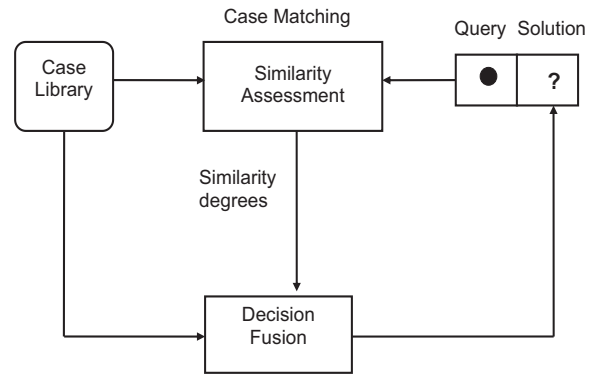 Case Matching
Query Solution
Case
Library
Similarity
Assessment
?
Similarity
degrees
Decision
Fusion